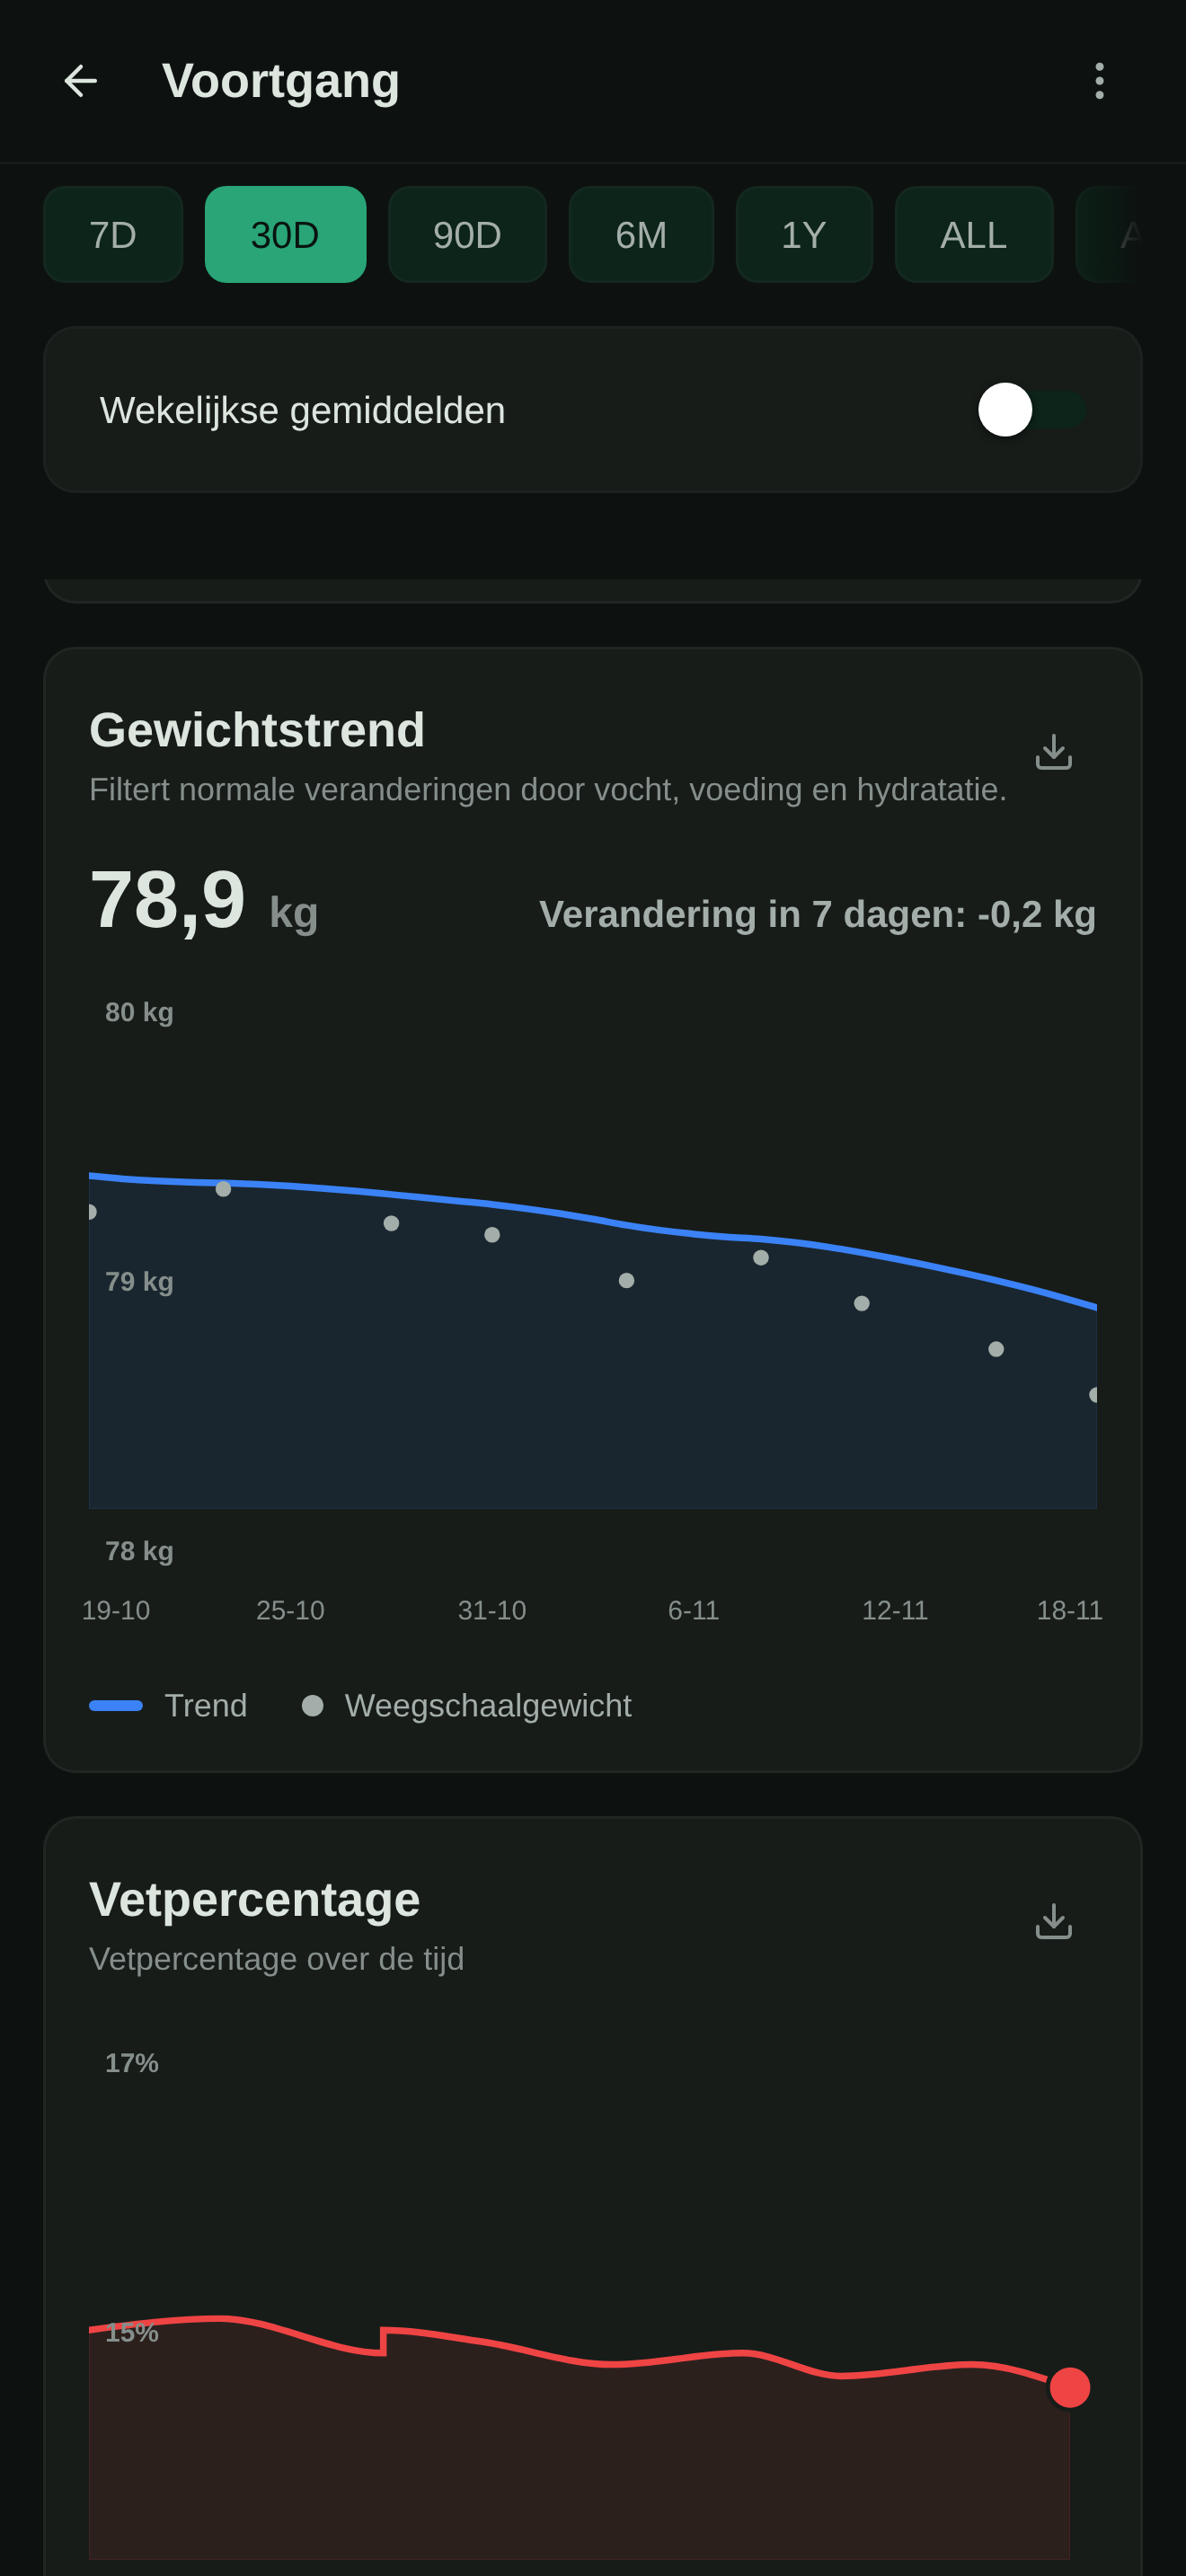 Voortgang
7D 30D 90D 6M 1Y ALL
Wekelijkse gemiddelden
Gewichtstrend
Filtert normale veranderingen door vocht, voeding en hydratatie.
78,9 kg Verandering in 7 dagen: -0,2 kg
80 kg
79 kg
78 kg
19-10 25-10 31-10 6-11 12-11 18-11
Trend Weegschaalgewicht
Vetpercentage
Vetpercentage over de tijd
17%
15%